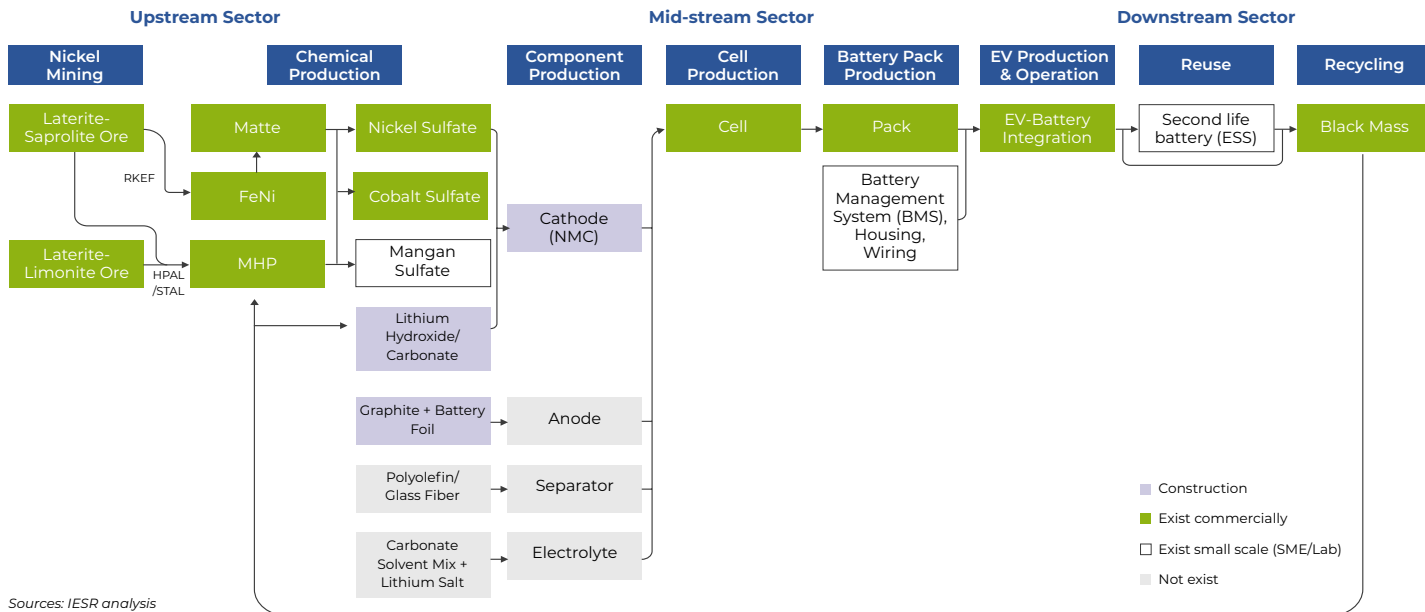 Upstream Sector
Mid-stream Sector
Downstream Sector
Nickel
Mining
Chemical
Production
Component
Production
Cell
Production
Battery Pack
Production
EV Production
& Operation
Reuse
Recycling
Laterite-
Saprolite Ore
Matte
Nickel Sulfate
Cell
Pack
EV-Battery
Integration
Second life
battery (ESS)
Black Mass
RKEF
FeNi
Cobalt Sulfate
Cathode
(NMC)
Battery
Management
System (BMS),
Housing,
Wiring
Laterite-
Limonite Ore
HPAL
/STAL
MHP
Mangan
Sulfate
Lithium
Hydroxide/
Carbonate
Graphite + Battery
Foil
Anode
Polyolefin/
Glass Fiber
Separator
Carbonate
Solvent Mix +
Lithium Salt
Electrolyte
Construction
Exist commercially
Exist small scale (SME/Lab)
Not exist
Sources: IESR analysis